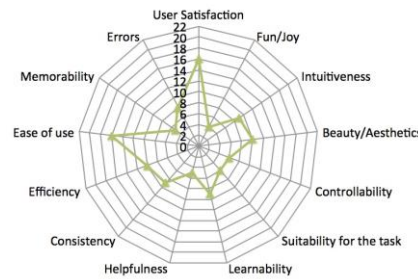 User Satisfaction
Fun/Joy
Intuitiveness
Beauty/Aesthetics
Controllability
Suitability for the task
Learnability
Helpfulness
Consistency
Efficiency
Ease of use
Memorability
Errors
22
20
18
16
14
12
10
8
6
4
2
0